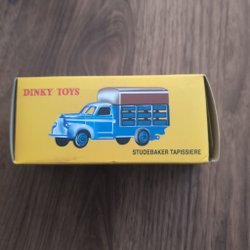 DINKY TOYS
STUDEBAKER TAPISSIERE